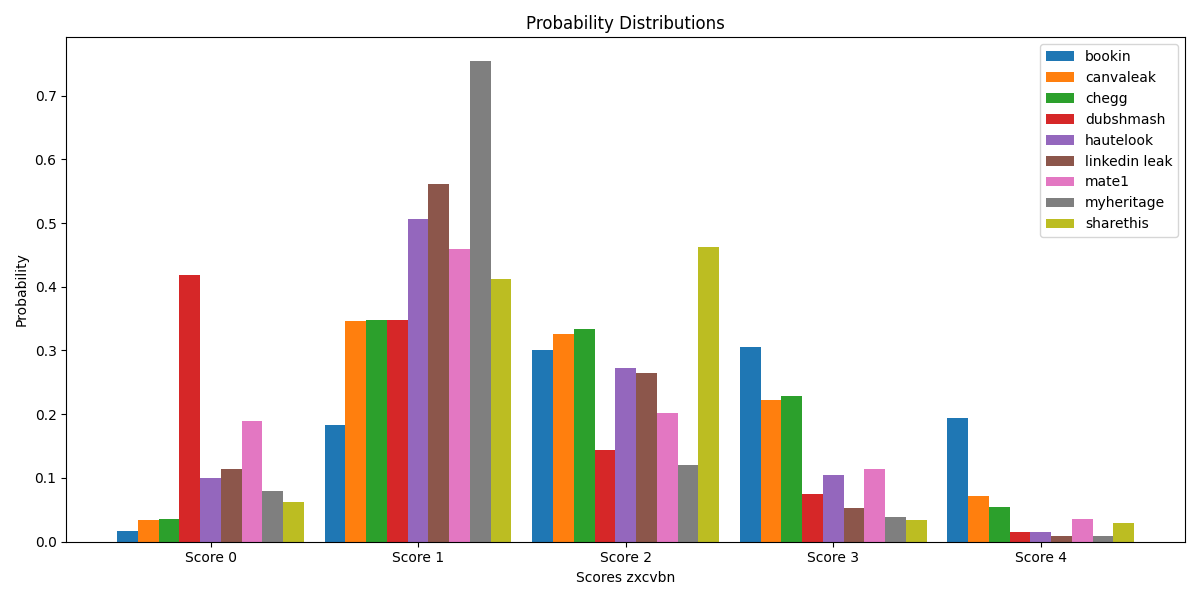 Probability Distributions
bookin
canvaleak
chegg
dubshmash
hautelook
linkedin leak
mate1
myheritage
sharethis
Probability
0.7
0.6
0.5
0.4
0.3
0.2
0.1
0.0
Score 0 Score 1 Score 2 Score 3 Score 4
Scores zxcvbn